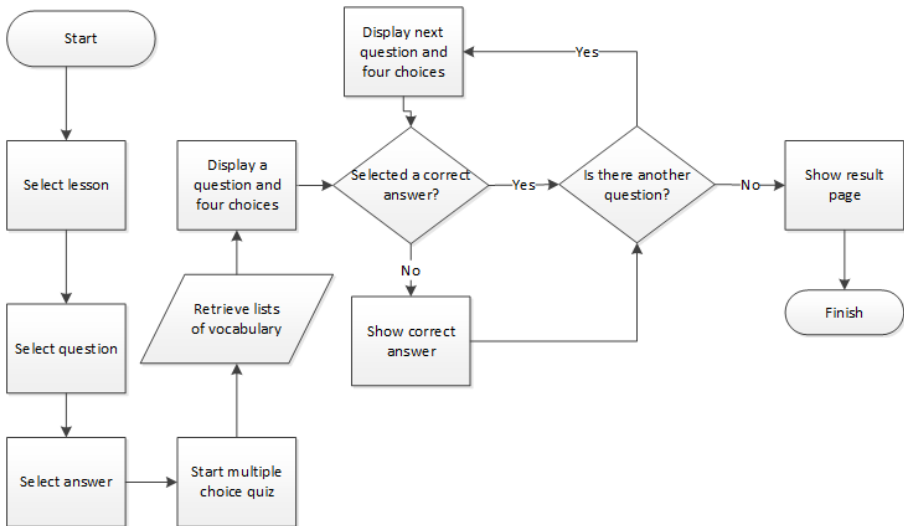 Start
Select lesson
Select question
Select answer
Start multiple
choice quiz
Retrieve lists
of vocabulary
Display a
question and
four choices
Selected a correct
answer?
Yes
No
Show correct
answer
Is there another
question?
Yes
Display next
question and
four choices
No
Show result
page
Finish